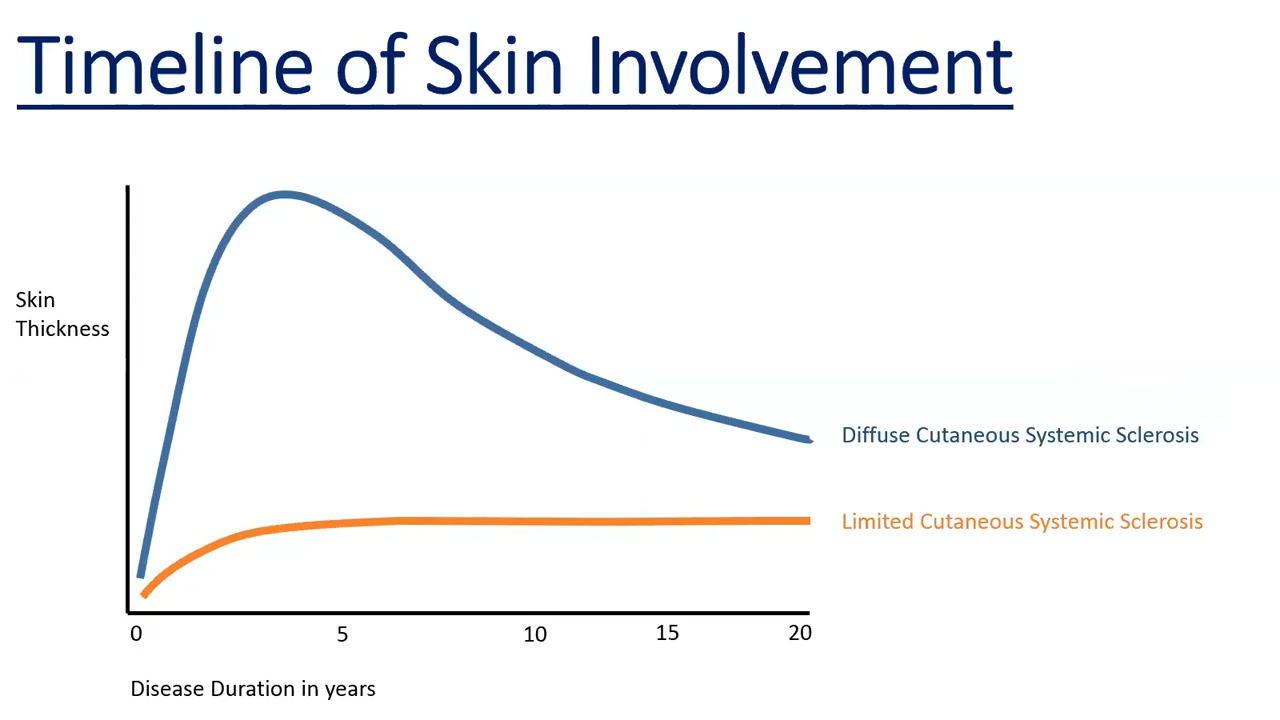 Timeline of Skin Involvement
Skin
Thickness
Diffuse Cutaneous Systemic Sclerosis
Limited Cutaneous Systemic Sclerosis
0 5 10 15 20
Disease Duration in years